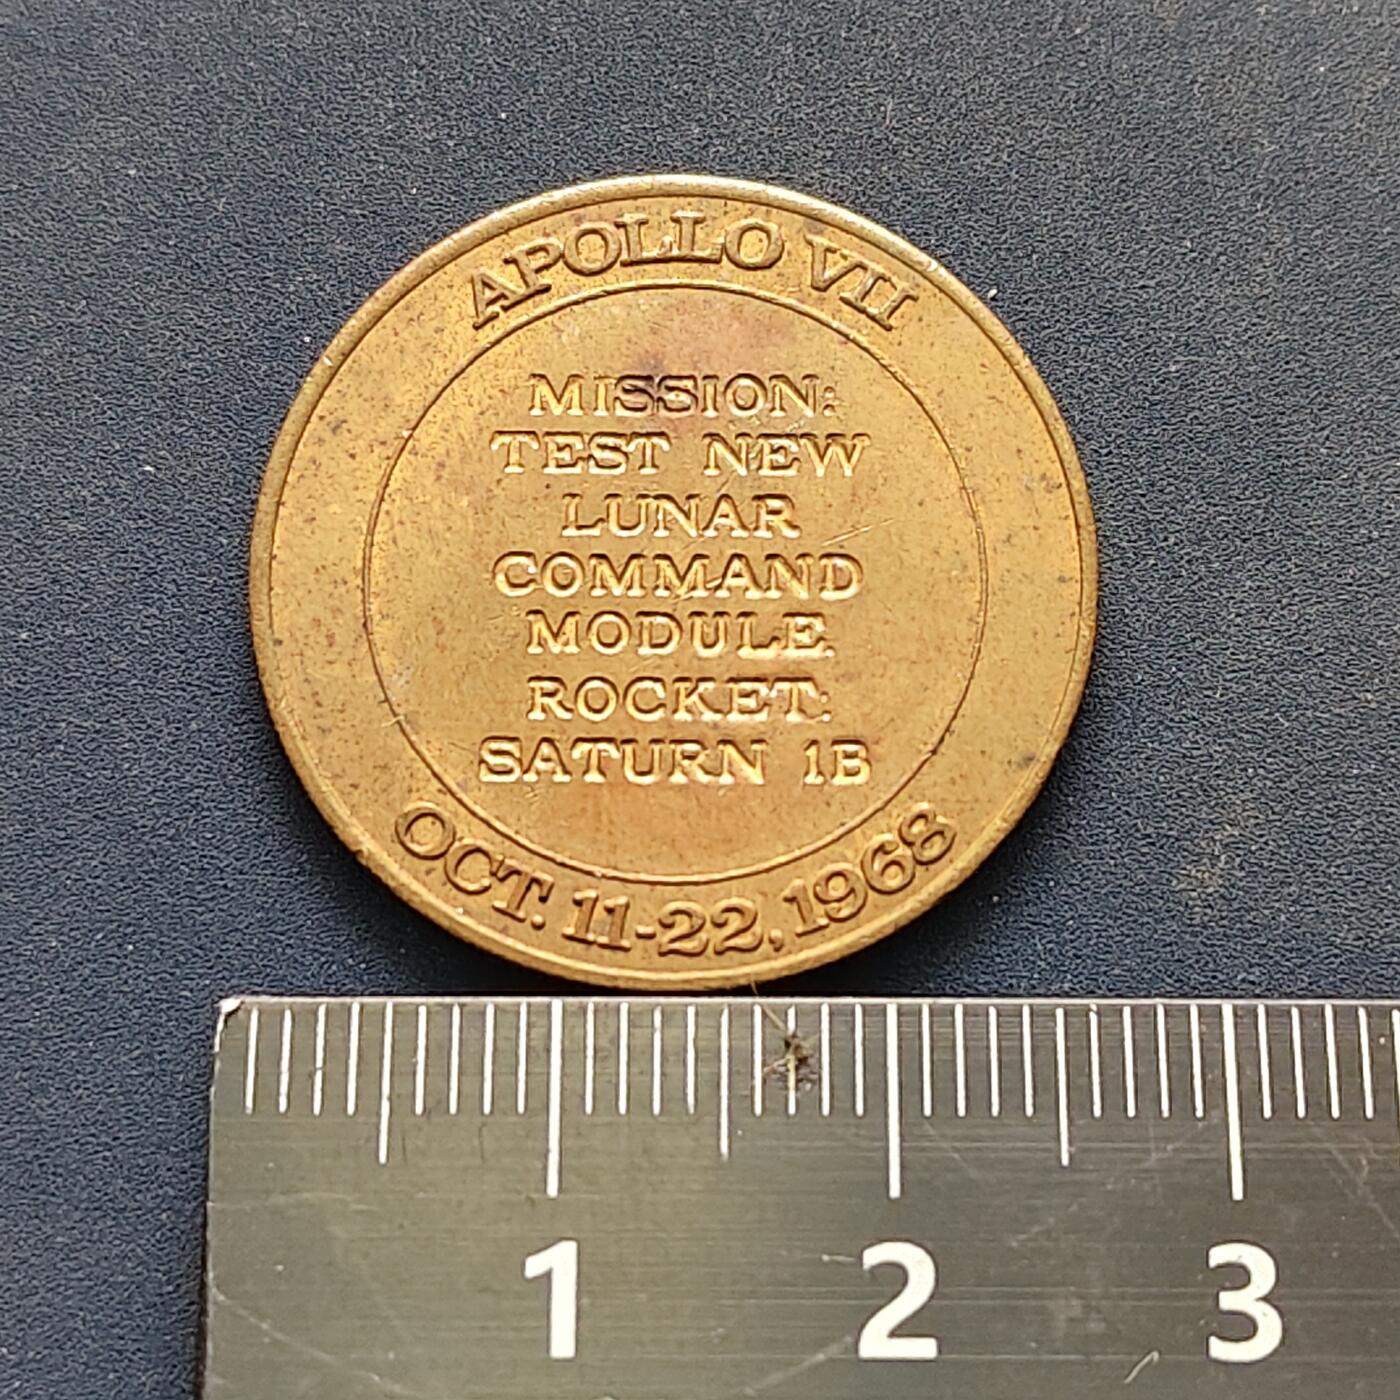 APOLLO VII
MISSION:
TEST NEW
LUNAR
COMMAND
MODULE
ROCKET:
SATURN 1B
OCT. 11-22, 1968
1 2 3